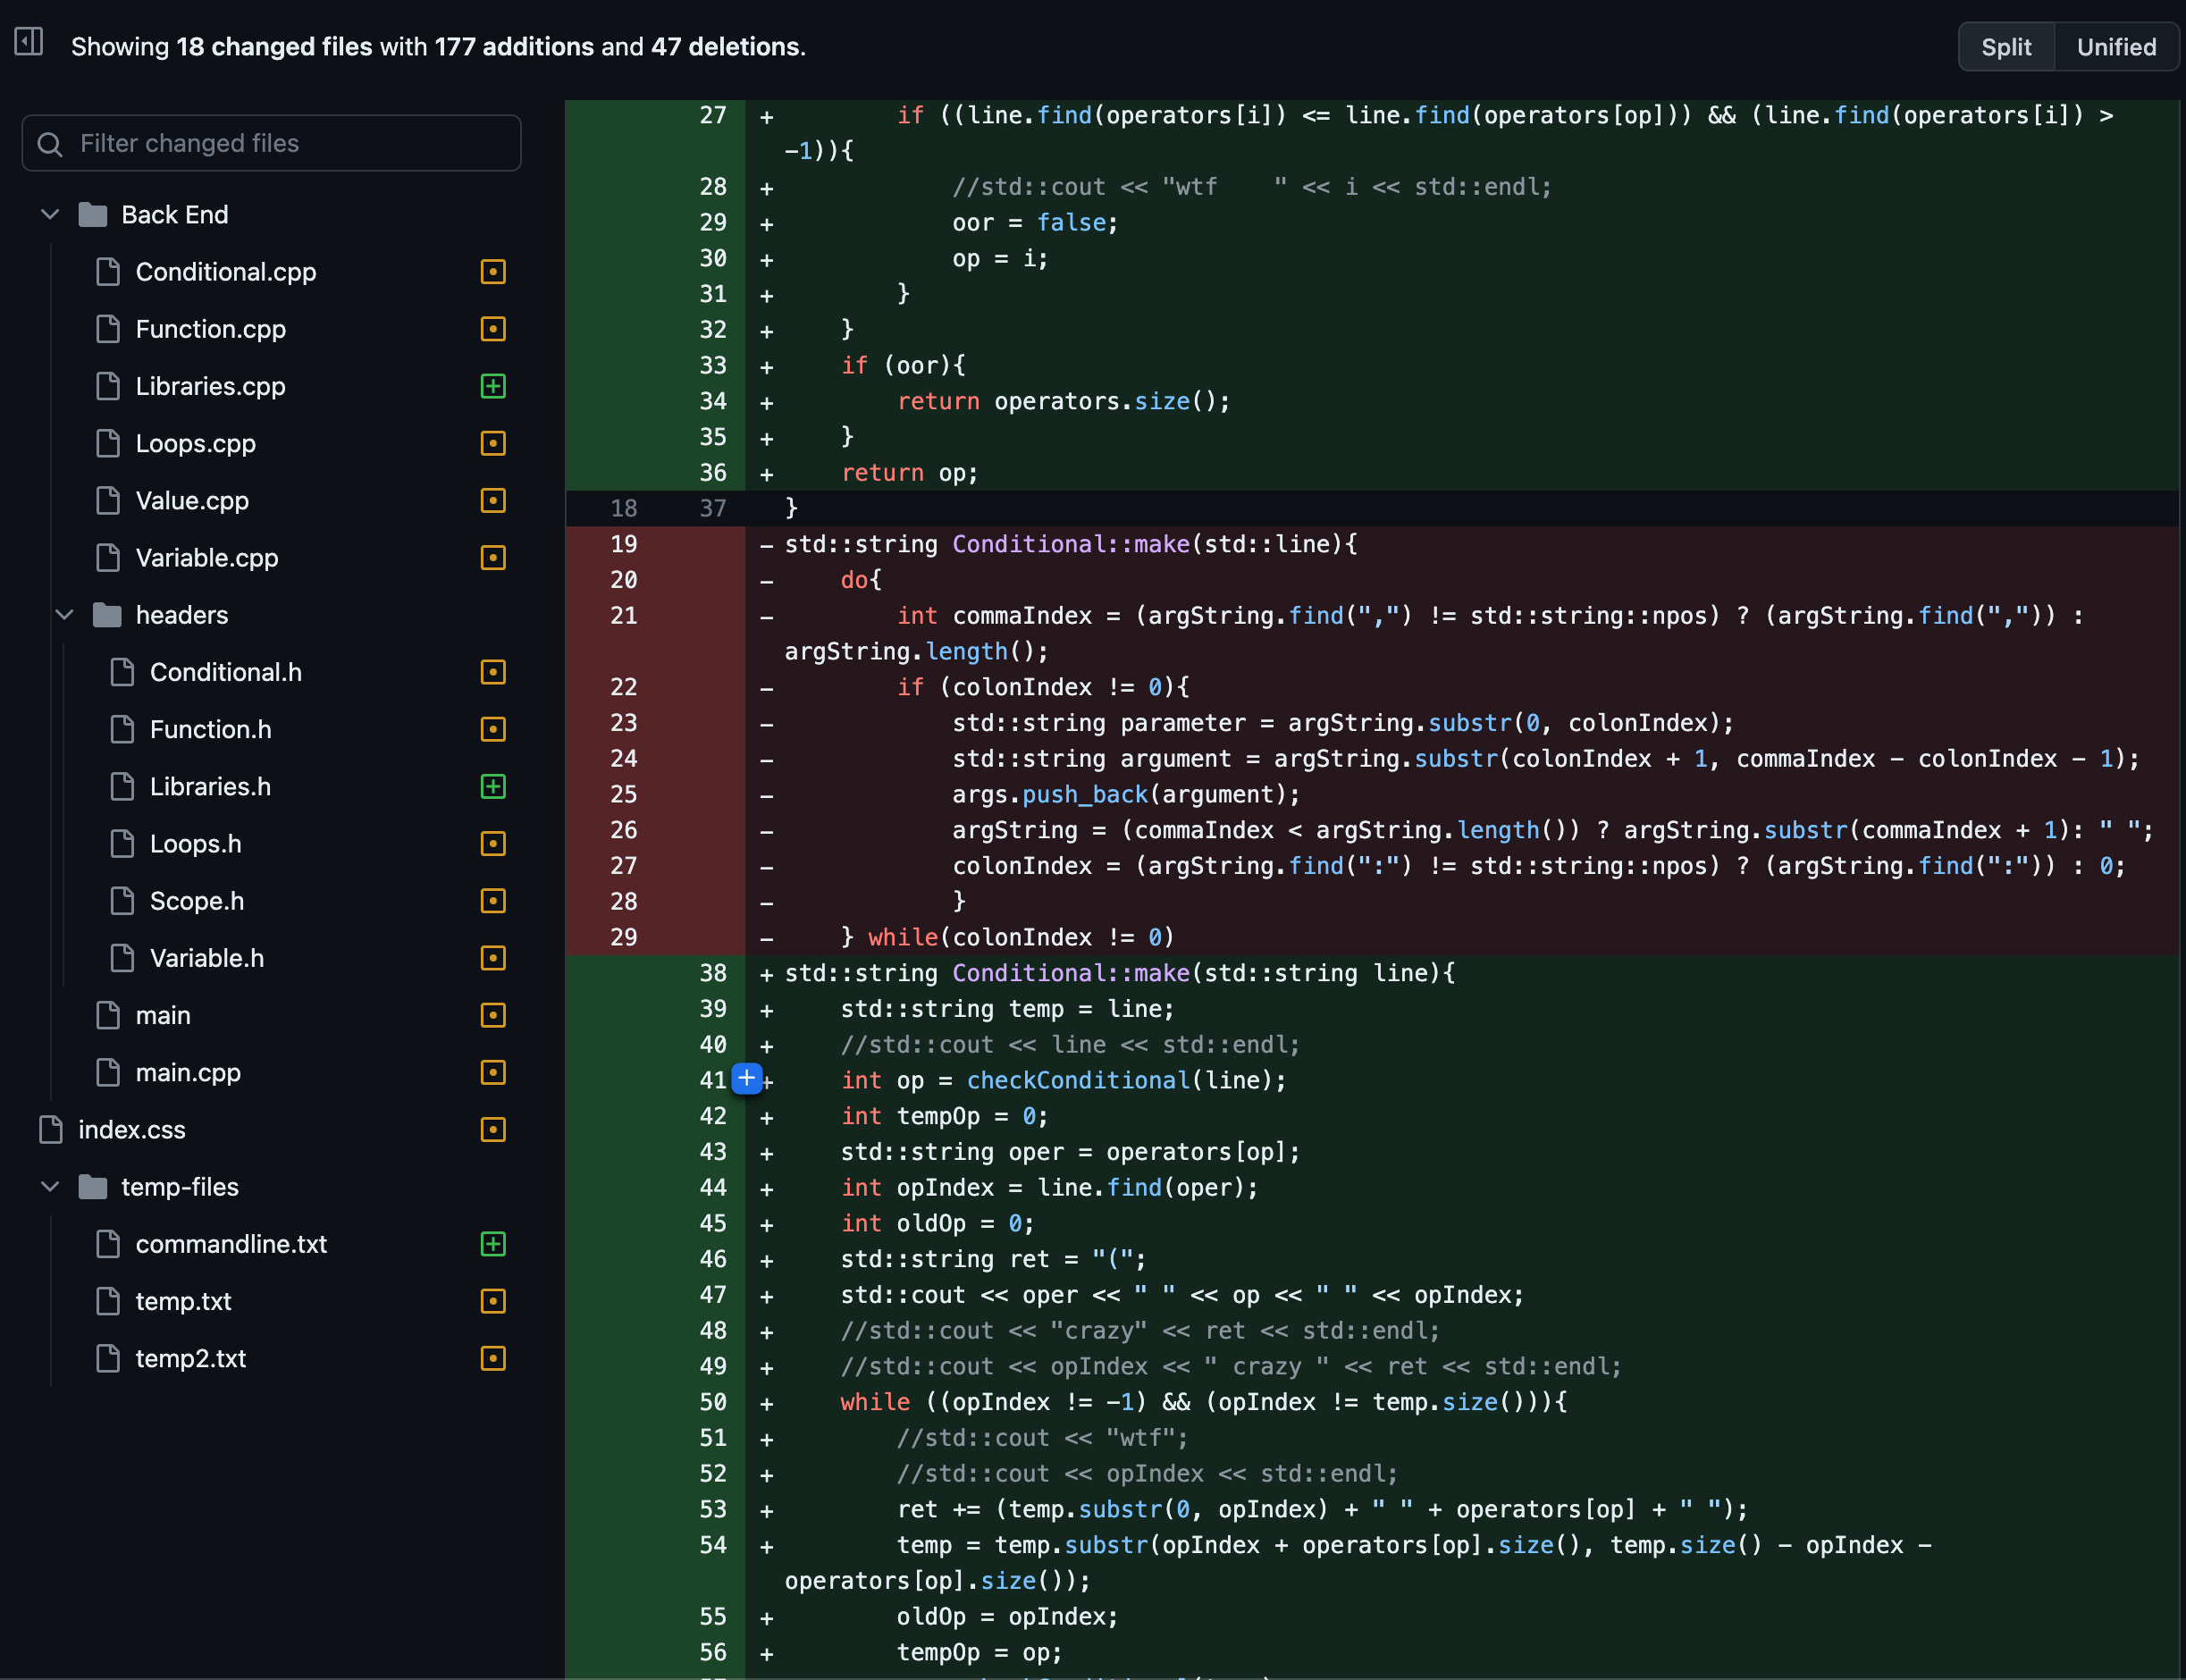 Showing 18 changed files with 177 additions and 47 deletions.
Split
Unified
Filter changed files
Back End
Conditional.cpp
Function.cpp
Libraries.cpp
Loops.cpp
Value.cpp
Variable.cpp
headers
Conditional.h
Function.h
Libraries.h
Loops.h
Scope.h
Variable.h
main
main.cpp
index.css
temp-files
commandline.txt
temp.txt
temp2.txt
27 + if ((line.find(operators[i]) <= line.find(operators[op])) && (line.find(operators[i]) >
-1)){
28 + //std::cout << "wtf    " << i << std::endl;
29 + oor = false;
30 + op = i;
31 + }
32 + }
33 + if (oor){
34 + return operators.size();
35 + }
36 + return op;
18 37 }
19 - std::string Conditional::make(std::line){
20 - do{
21 - int commaIndex = (argString.find(",") != std::string::npos) ? (argString.find(",")) :
argString.length();
22 - if (colonIndex != 0){
23 - std::string parameter = argString.substr(0, colonIndex);
24 - std::string argument = argString.substr(colonIndex + 1, commaIndex - colonIndex - 1);
25 - args.push_back(argument);
26 - argString = (commaIndex < argString.length()) ? argString.substr(commaIndex + 1): " ";
27 - colonIndex = (argString.find(":") != std::string::npos) ? (argString.find(":")) : 0;
28 - }
29 - } while(colonIndex != 0)
38 + std::string Conditional::make(std::string line){
39 + std::string temp = line;
40 + //std::cout << line << std::endl;
41 + int op = checkConditional(line);
42 + int tempOp = 0;
43 + std::string oper = operators[op];
44 + int opIndex = line.find(oper);
45 + int oldOp = 0;
46 + std::string ret = "(";
47 + std::cout << oper << " " << op << " " << opIndex;
48 + //std::cout << "crazy" << ret << std::endl;
49 + //std::cout << opIndex << " crazy " << ret << std::endl;
50 + while ((opIndex != -1) && (opIndex != temp.size())){
51 + //std::cout << "wtf";
52 + //std::cout << opIndex << std::endl;
53 + ret += (temp.substr(0, opIndex) + " " + operators[op] + " ");
54 + temp = temp.substr(opIndex + operators[op].size(), temp.size() - opIndex -
operators[op].size());
55 + oldOp = opIndex;
56 + tempOp = op;